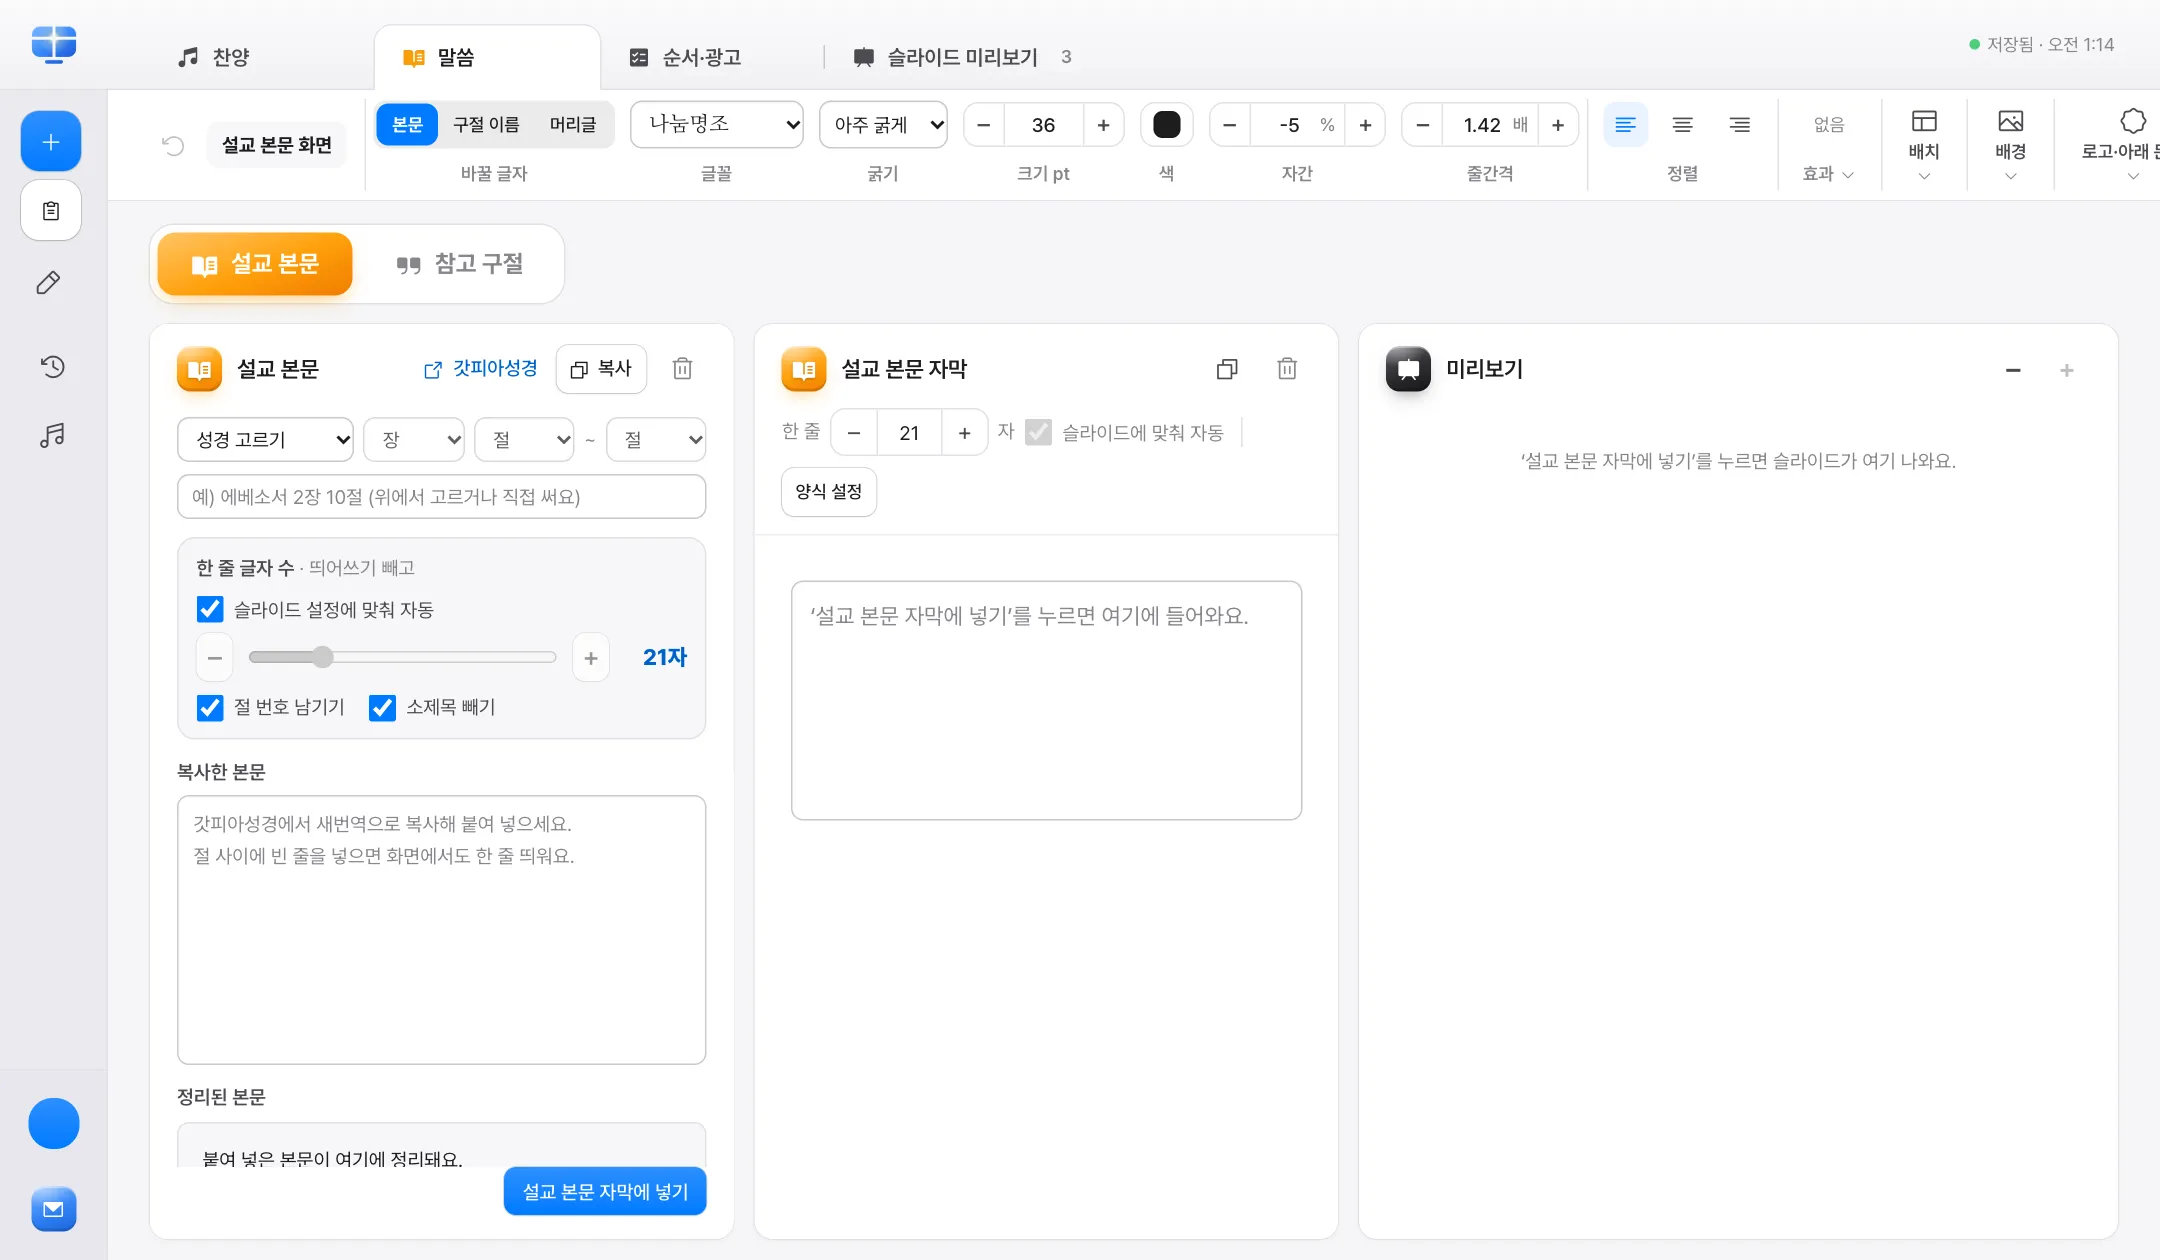 찬양
말씀
순서·광고
슬라이드 미리보기 3
저장됨 · 오전 1:14
설교 본문 화면
본문 구절 이름 머리글
바꿀 글자
나눔명조
글꼴
아주 굵게
굵기
− 36 +
크기 pt
색
− -5 % +
자간
− 1.42 배 +
줄간격
정렬
없음
효과
배치
배경
로고·아래
설교 본문
참고 구절
설교 본문
갓피아성경
복사
성경 고르기 장 절 ~ 절
예) 에베소서 2장 10절 (위에서 고르거나 직접 써요)
한 줄 글자 수 · 띄어쓰기 빼고
슬라이드 설정에 맞춰 자동
− + 21자
절 번호 남기기 소제목 빼기
복사한 본문
갓피아성경에서 새번역으로 복사해 붙여 넣으세요.
절 사이에 빈 줄을 넣으면 화면에서도 한 줄 띄워요.
정리된 본문
붙여 넣은 본문이 여기에 정리돼요.
설교 본문 자막에 넣기
설교 본문 자막
한 줄 − 21 + 자 슬라이드에 맞춰 자동
양식 설정
‘설교 본문 자막에 넣기’를 누르면 여기에 들어와요.
미리보기
− +
‘설교 본문 자막에 넣기’를 누르면 슬라이드가 여기 나와요.